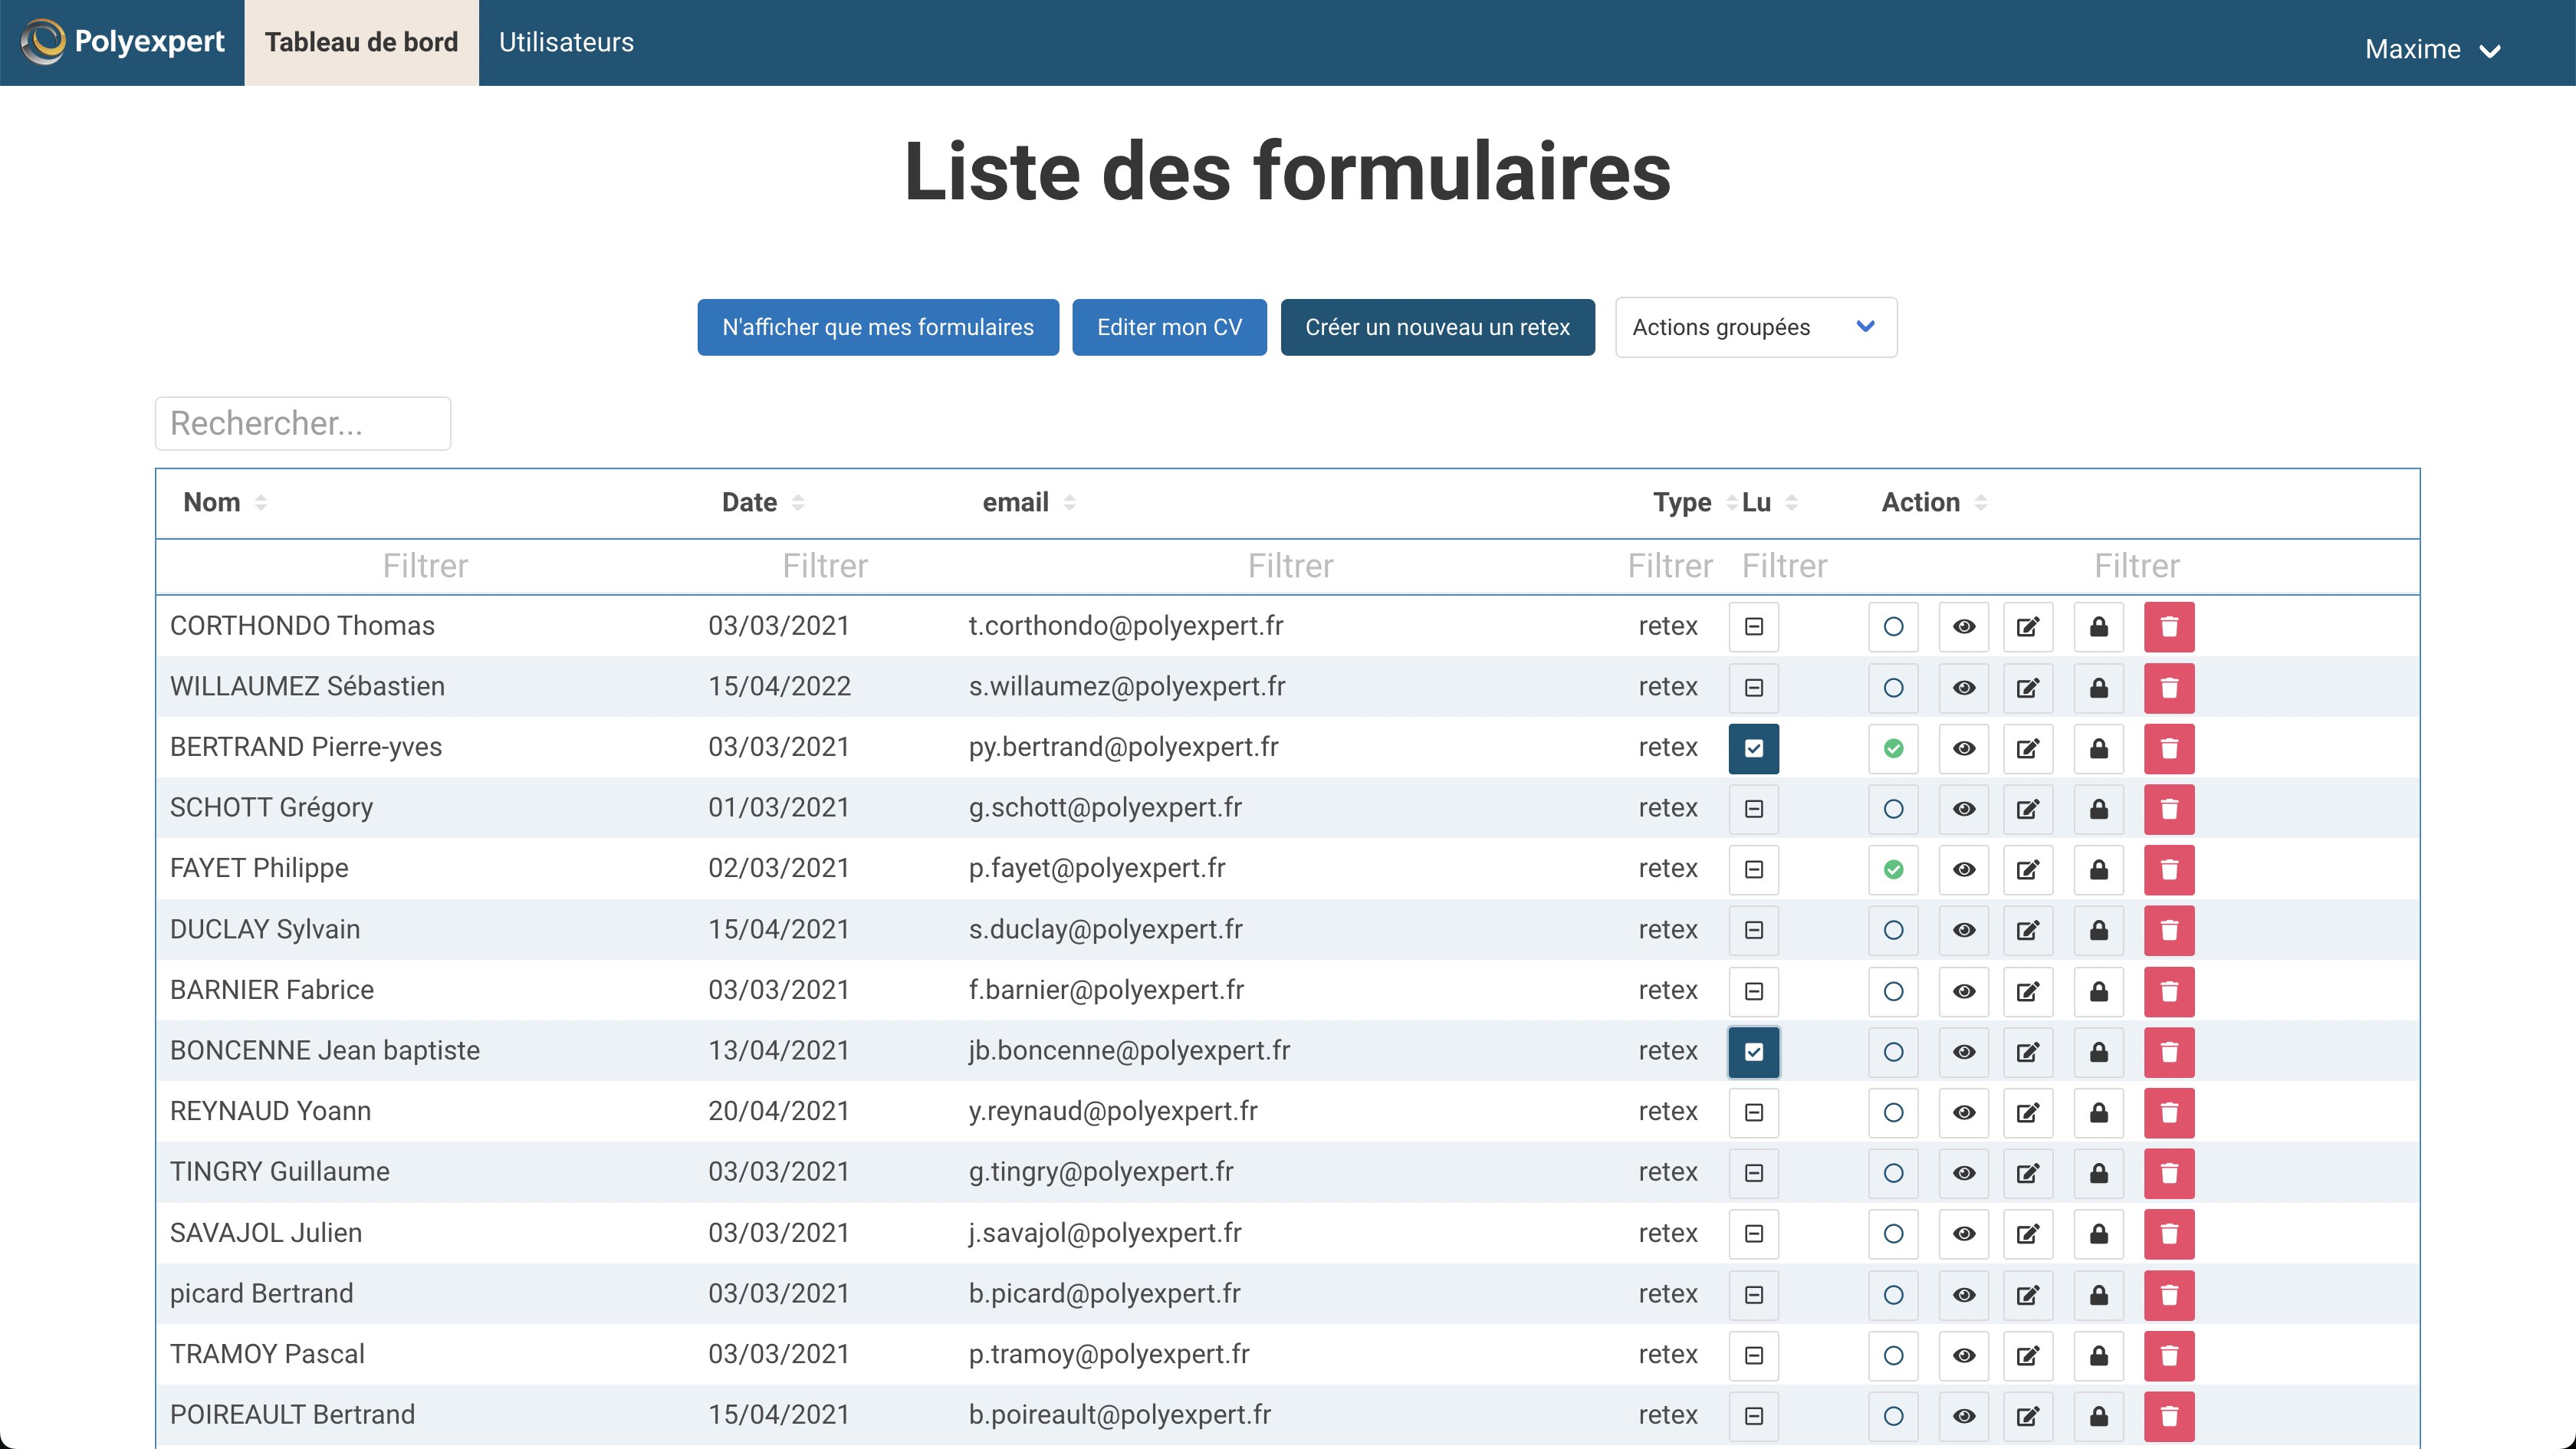 Polyexpert Tableau de bord Utilisateurs Maxime
Liste des formulaires
N'afficher que mes formulaires Editer mon CV Créer un nouveau un retex Actions groupées
Rechercher...
Nom Date email Type Lu Action
Filtrer Filtrer Filtrer Filtrer Filtrer Filtrer
CORTHONDO Thomas 03/03/2021 t.corthondo@polyexpert.fr retex
WILLAUMEZ Sébastien 15/04/2022 s.willaumez@polyexpert.fr retex
BERTRAND Pierre-yves 03/03/2021 py.bertrand@polyexpert.fr retex
SCHOTT Grégory 01/03/2021 g.schott@polyexpert.fr retex
FAYET Philippe 02/03/2021 p.fayet@polyexpert.fr retex
DUCLAY Sylvain 15/04/2021 s.duclay@polyexpert.fr retex
BARNIER Fabrice 03/03/2021 f.barnier@polyexpert.fr retex
BONCENNE Jean baptiste 13/04/2021 jb.boncenne@polyexpert.fr retex
REYNAUD Yoann 20/04/2021 y.reynaud@polyexpert.fr retex
TINGRY Guillaume 03/03/2021 g.tingry@polyexpert.fr retex
SAVAJOL Julien 03/03/2021 j.savajol@polyexpert.fr retex
picard Bertrand 03/03/2021 b.picard@polyexpert.fr retex
TRAMOY Pascal 03/03/2021 p.tramoy@polyexpert.fr retex
POIREAULT Bertrand 15/04/2021 b.poireault@polyexpert.fr retex